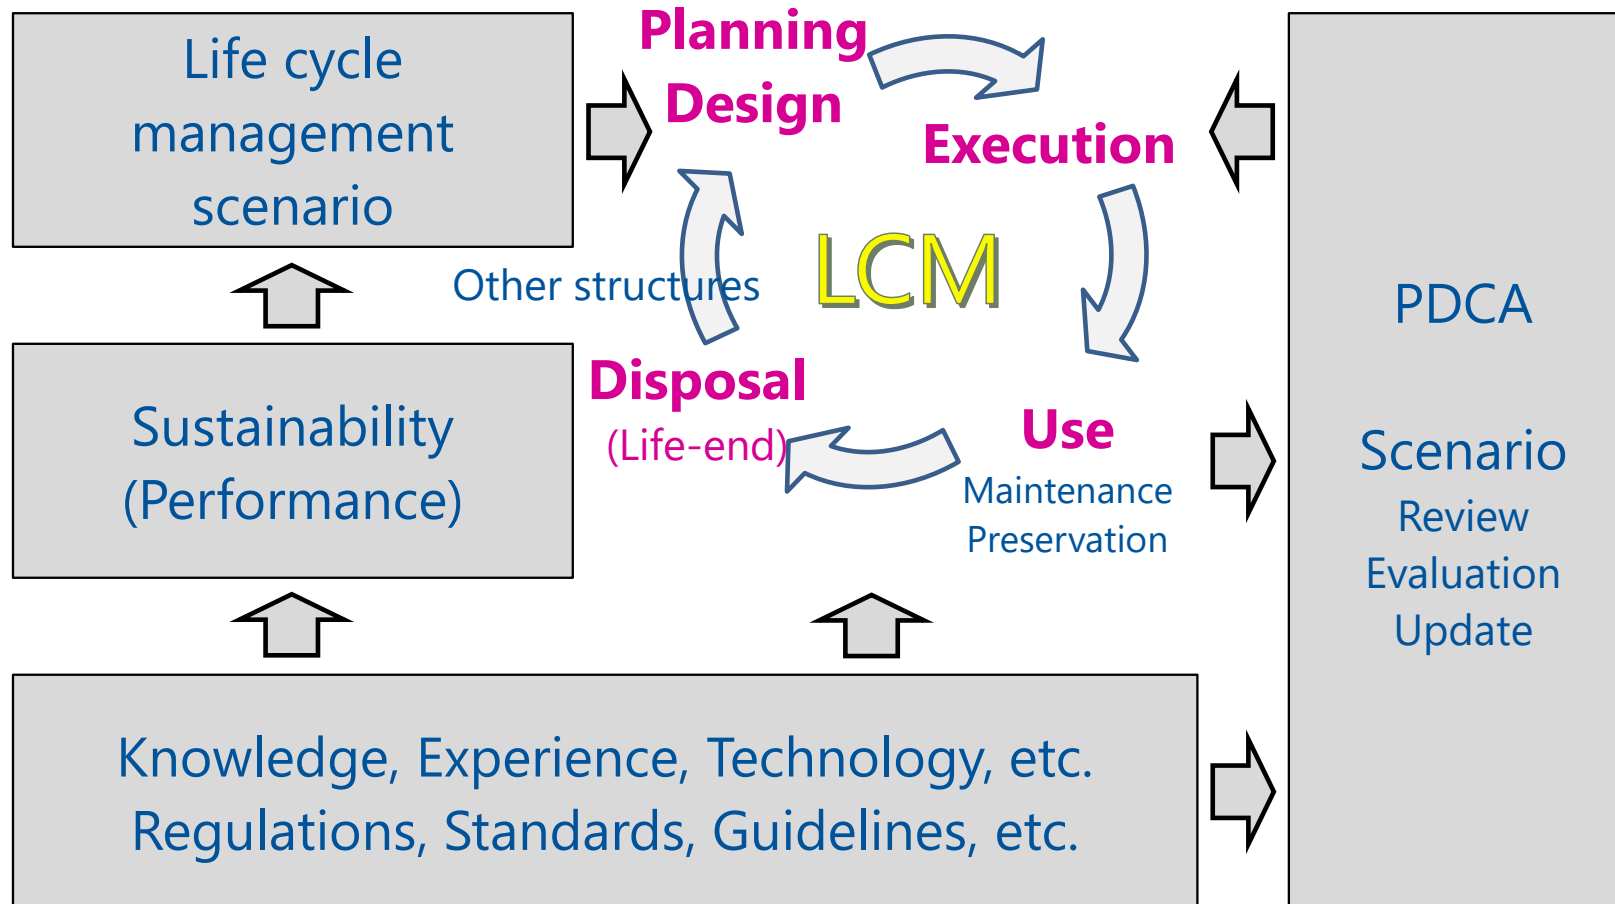 Life cycle
management
scenario
Planning
Design
Execution
LCM
Other structures
Disposal
(Life-end)
Use
Maintenance
Preservation
Sustainability
(Performance)
PDCA
Scenario
Review
Evaluation
Update
Knowledge, Experience, Technology, etc.
Regulations, Standards, Guidelines, etc.